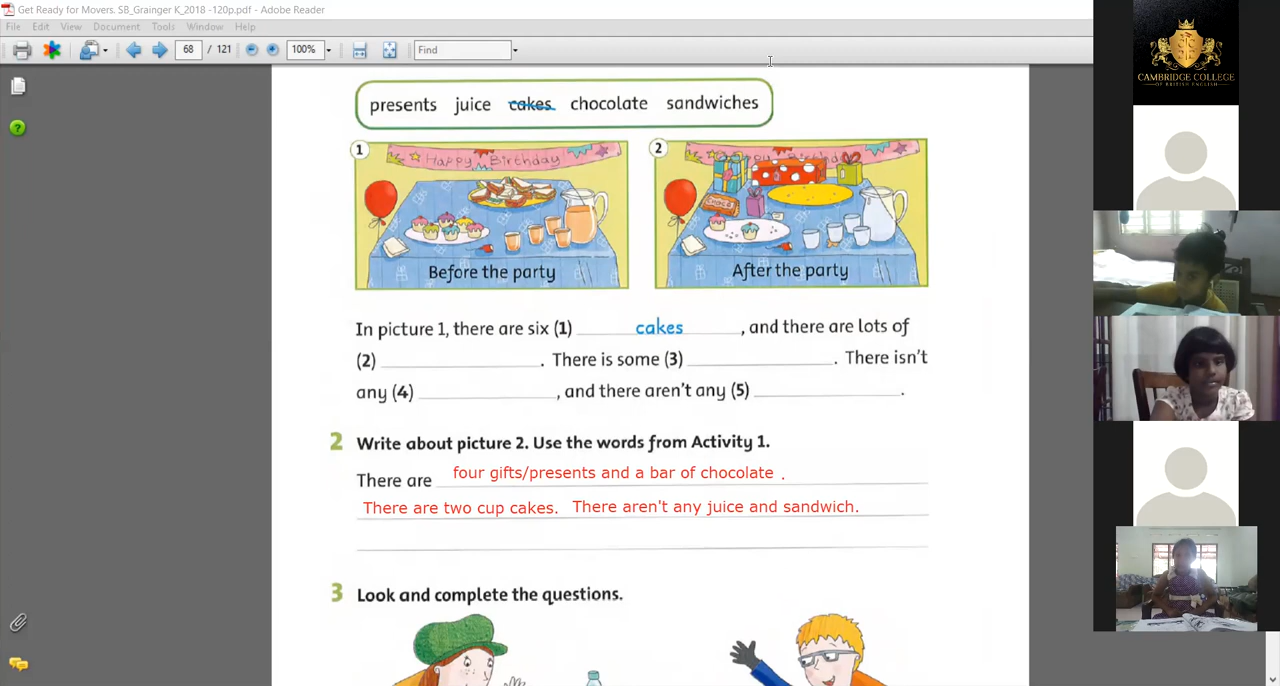 Get Ready for Movers. SB_Grainger K_2018 -120p.pdf - Adobe Reader
File Edit View Document Tools Window Help
68 / 121 100% Find
CAMBRIDGE COLLEGE
OF BRITISH ENGLISH
presents juice cakes chocolate sandwiches
1 2
Happy Birthday
CHOCO
Before the party After the party
In picture 1, there are six (1) cakes, and there are lots of
(2) . There is some (3) . There isn't
any (4) , and there aren't any (5) .
2 Write about picture 2. Use the words from Activity 1.
There are four gifts/presents and a bar of chocolate .
There are two cup cakes. There aren't any juice and sandwich.
3 Look and complete the questions.